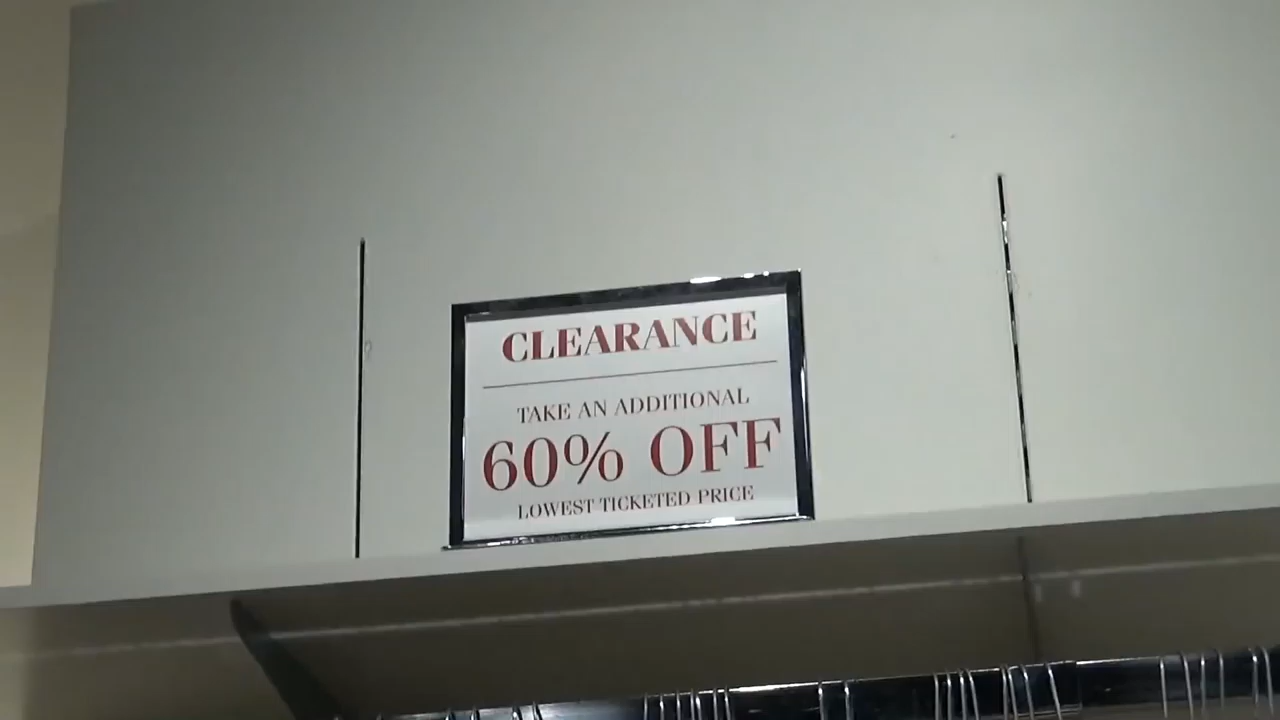 CLEARANCE
TAKE AN ADDITIONAL
60% OFF
LOWEST TICKETED PRICE